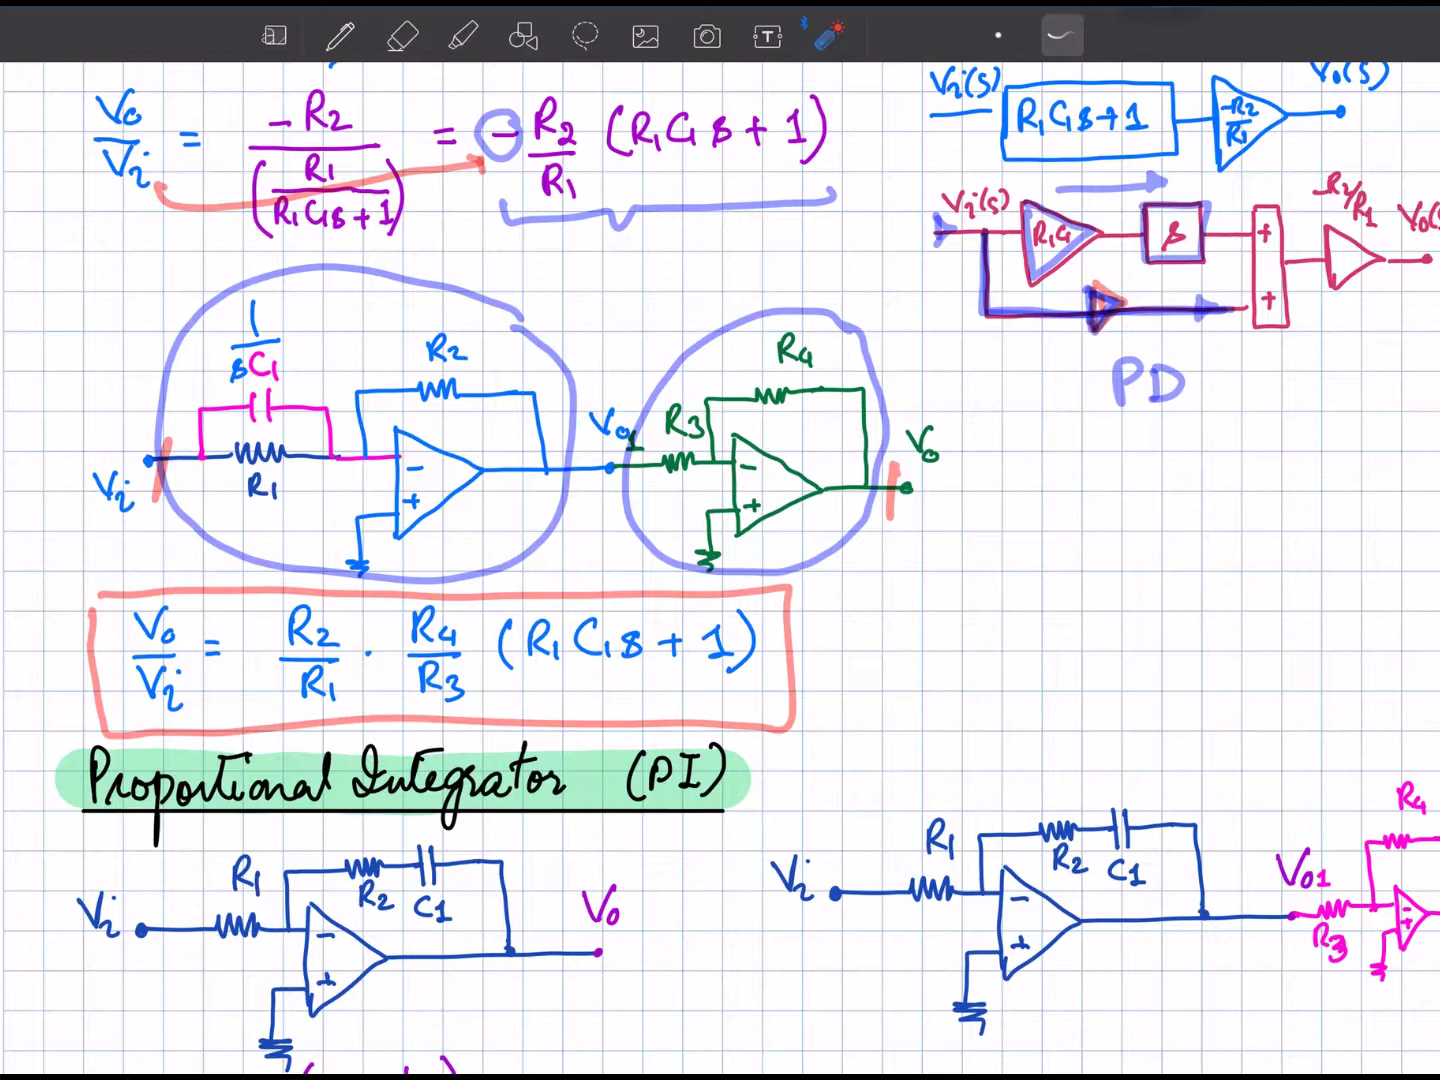 Vo/Vi = -R2/(R1/(R1C1s+1)) = -R2/R1 (R1C1s+1)
Vi(s) R1C1s+1 -R2/R1 Vo(s)
Vi(s) R1C1 s + + -R2/R1 Vo(s
PD
1/sC1 R1 R2 Vi - + Vo1 R3 R4 - + Vo
Vo/Vi = R2/R1 . R4/R3 (R1C1s+1)
Proportional Integrator (PI)
Vi R1 R2 C1 - + Vo
Vi R1 R2 C1 - + Vo1 R3 R4 - +